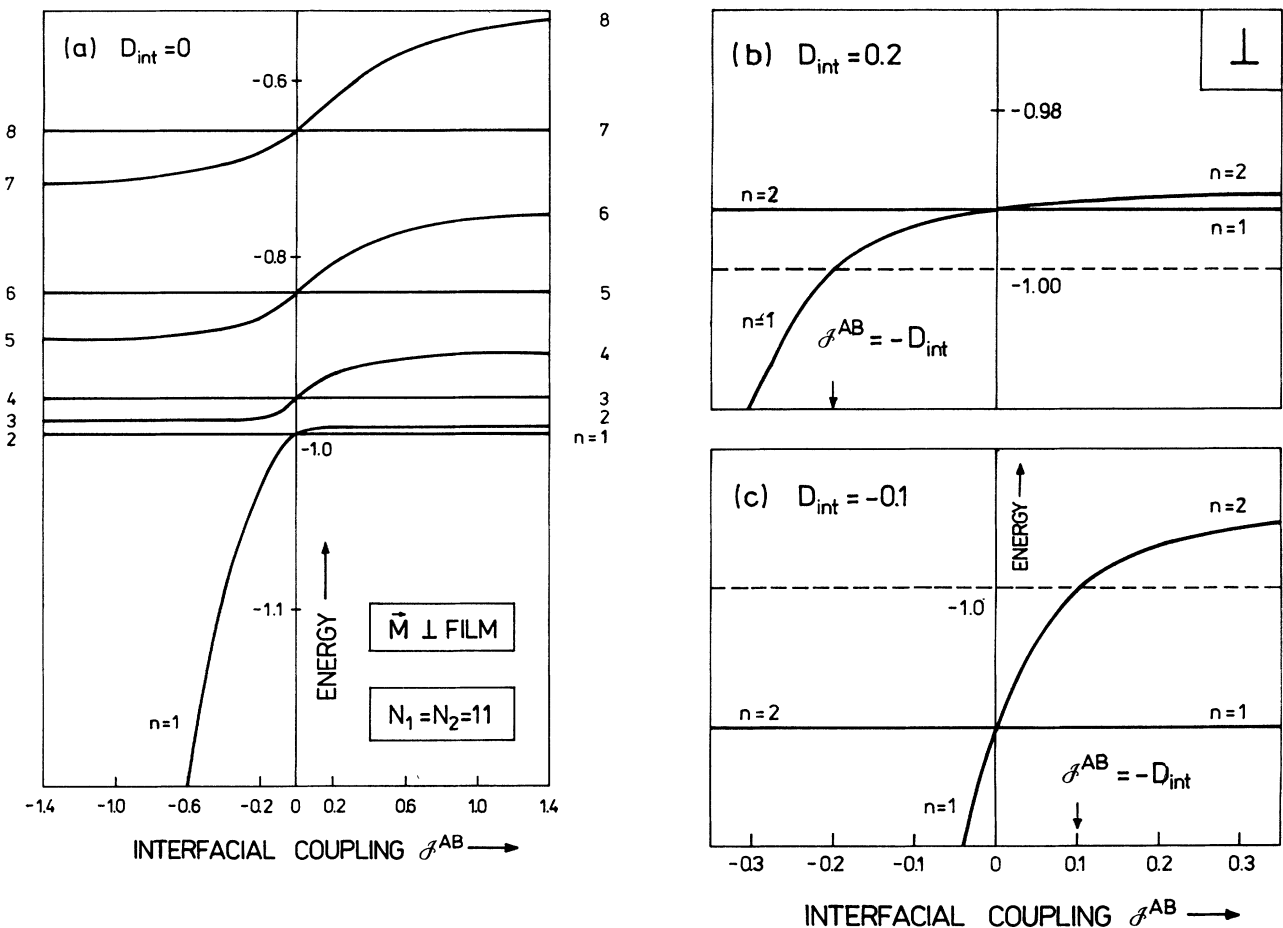 (a) D_int = 0
-0.6
-0.8
-1.0
-1.1
8
7
6
5
4
3
2
8
7
6
5
4
3
2
n=1
n=1
ENERGY →
M⃗ ⊥ FILM
N₁=N₂=11
-1.4 -1.0 -0.6 -0.2 0 0.2 0.6 1.0 1.4
INTERFACIAL COUPLING 𝒥^AB →
(b) D_int = 0.2
⊥
-0.98
n=2
n=2
n=1
-1.00
n=1
𝒥^AB = -D_int
(c) D_int = -0.1
ENERGY →
n=2
-1.0
n=2
n=1
𝒥^AB = -D_int
n=1
-0.3 -0.2 -0.1 0 0.1 0.2 0.3
INTERFACIAL COUPLING 𝒥^AB →